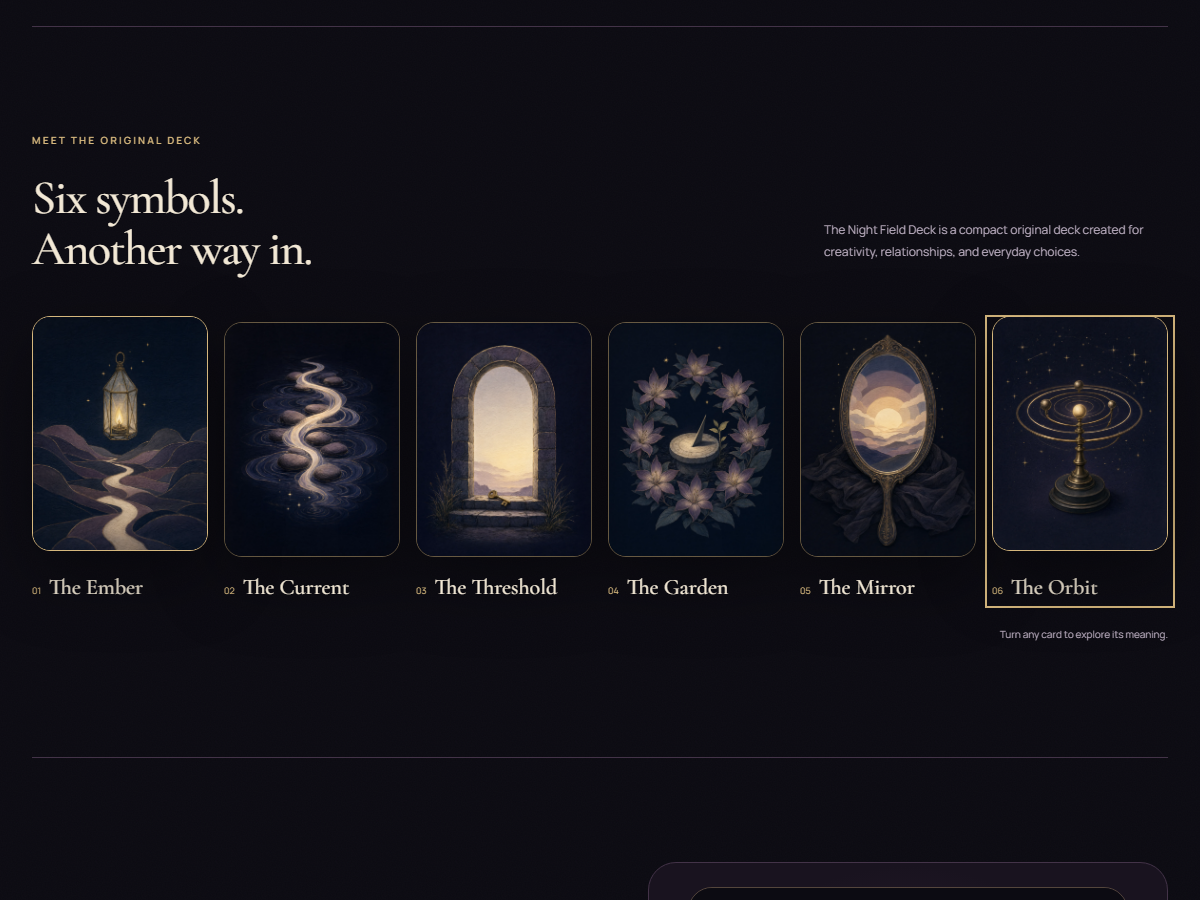 MEET THE ORIGINAL DECK
Six symbols.
Another way in.
The Night Field Deck is a compact original deck created for
creativity, relationships, and everyday choices.
01 The Ember
02 The Current
03 The Threshold
04 The Garden
05 The Mirror
06 The Orbit
Turn any card to explore its meaning.